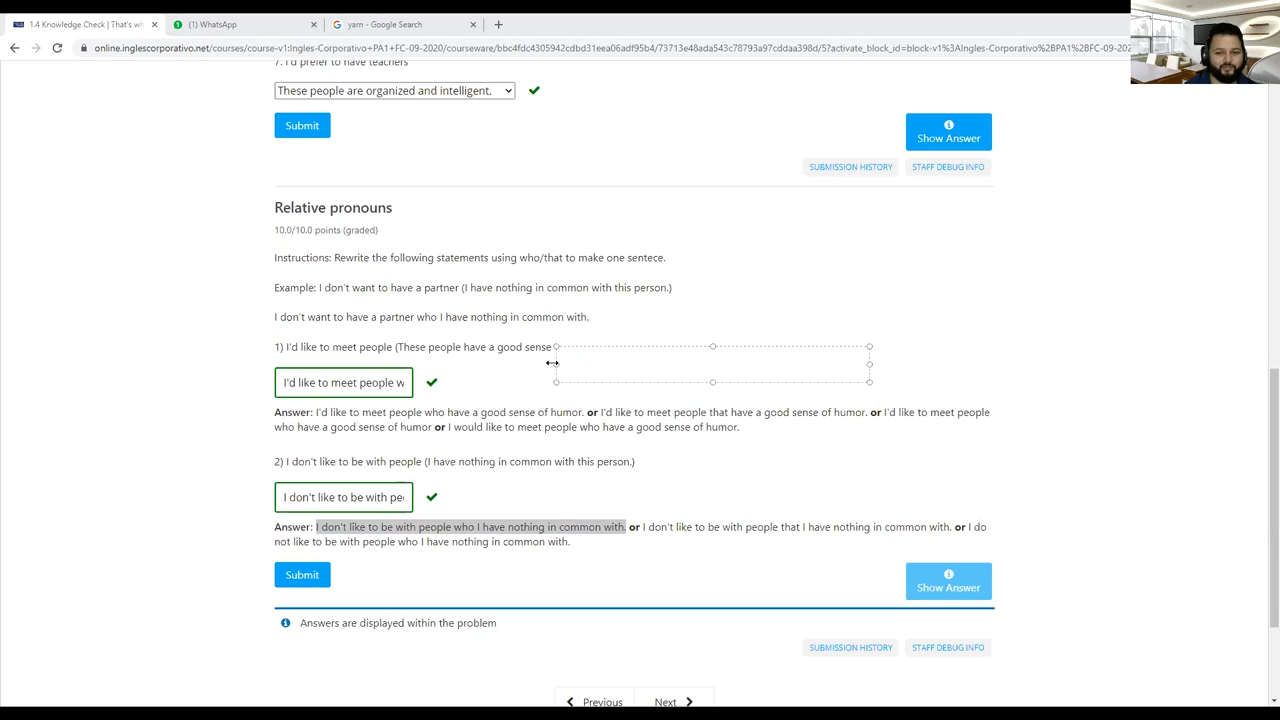 1.4 Knowledge Check | That's wh
(1) WhatsApp
yarn - Google Search
online.inglescorporativo.net/courses/course-v1:Ingles-Corporativo+PA1+FC-09-2020/courseware/bbc4fdc4305942cdbd31eea06adf95b4/73713e48ada543c78793a97cddaa398d/5?activate_block_id=block-v1%3AIngles-Corporativo%2BPA1%2BFC-09-202
7. I'd prefer to have teachers
These people are organized and intelligent.
Submit
Show Answer
SUBMISSION HISTORY
STAFF DEBUG INFO
Relative pronouns
10.0/10.0 points (graded)
Instructions: Rewrite the following statements using who/that to make one sentece.
Example: I don't want to have a partner (I have nothing in common with this person.)
I don't want to have a partner who I have nothing in common with.
1) I'd like to meet people (These people have a good sense
I'd like to meet people w
Answer: I'd like to meet people who have a good sense of humor. or I'd like to meet people that have a good sense of humor. or I'd like to meet people
who have a good sense of humor or I would like to meet people who have a good sense of humor.
2) I don't like to be with people (I have nothing in common with this person.)
I don't like to be with pe
Answer: I don't like to be with people who I have nothing in common with. or I don't like to be with people that I have nothing in common with. or I do
not like to be with people who I have nothing in common with.
Submit
Show Answer
Answers are displayed within the problem
SUBMISSION HISTORY
STAFF DEBUG INFO
Previous
Next